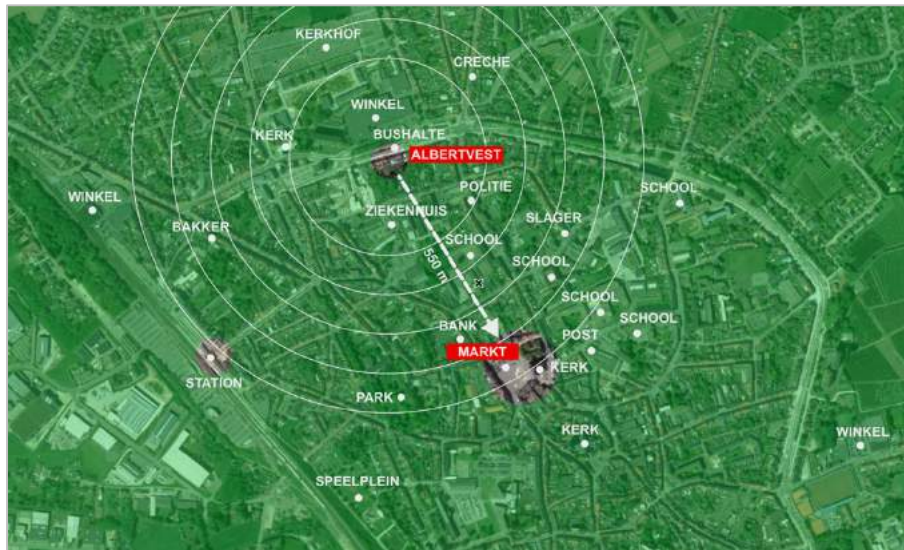 KERKHOF
CRECHE
WINKEL
KERK
BUSHALTE
ALBERTVEST
WINKEL
POLITIE
SCHOOL
BAKKER
ZIEKENHUIS
SLAGER
SCHOOL
550 m
SCHOOL
SCHOOL
BANK
POST
SCHOOL
MARKT
STATION
KERK
PARK
KERK
WINKEL
SPEELPLEIN